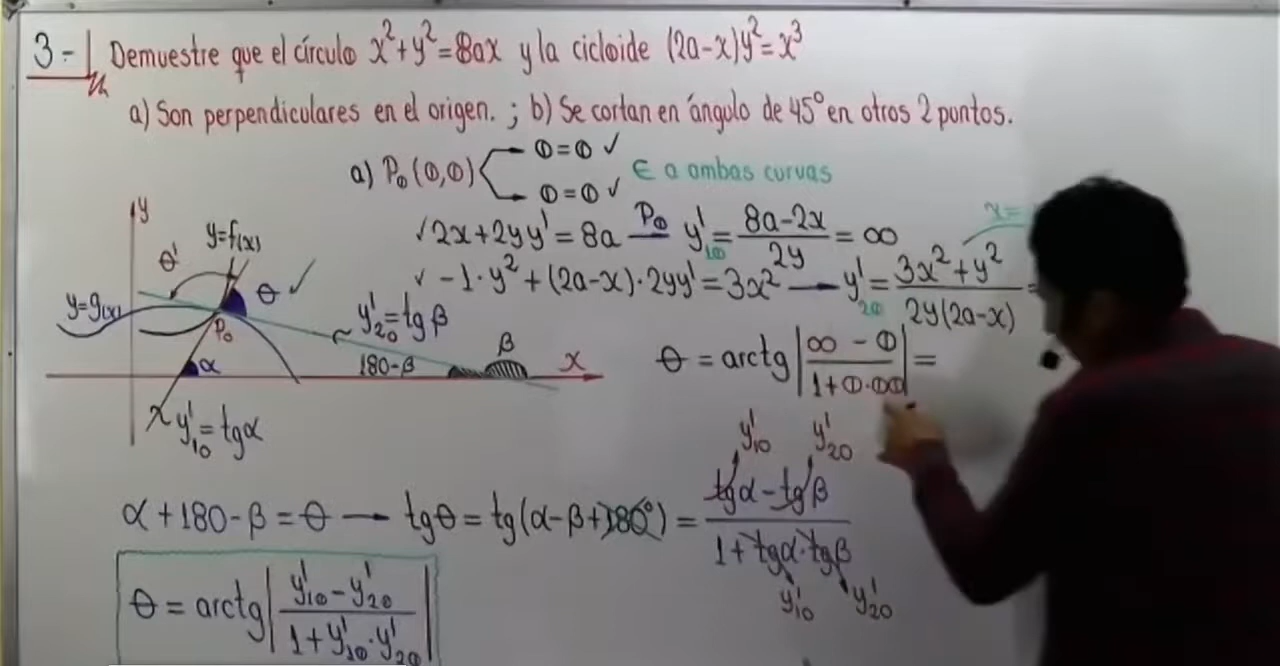 3-| Demuestre que el círculo x²+y²=8ax y la cicloide (2a-x)y²=x³
a) Son perpendiculares en el origen. ; b) Se cortan en ángulo de 45° en otros 2 puntos.
a) P₀(0,0) 0=0 ✓
0=0 ✓
∈ a ambas curvas
✓2x+2yy'=8a P₀ y'₁₀=(8a-2x)/2y=∞
x=
✓-1·y²+(2a-x)·2yy'=3x² → y'₂₀=(3x²+y²)/(2y(2a-x)) =
y
y=f(x)
θ'
θ ✓
y=g(x)
P₀
y'₂₀=tgβ
α
180-β
β
x
y'₁₀=tgα
θ=arctg|(∞-0)/(1+0·∞)|=
y'₁₀ y'₂₀
α+180-β=θ → tgθ=tg(α-β+180°)=(tgα-tgβ)/(1+tgα·tgβ)
y'₁₀ y'₂₀
θ=arctg|(y'₁₀-y'₂₀)/(1+y'₁₀·y'₂₀)|